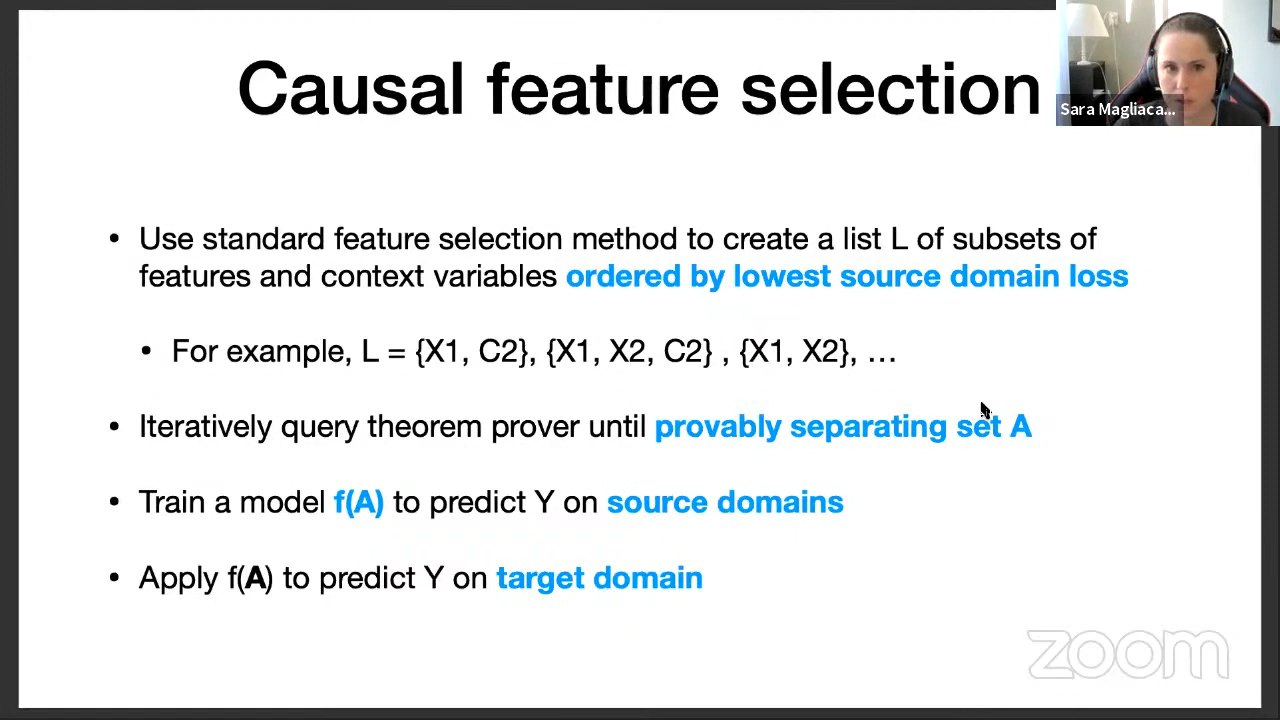 Causal feature selection
Sara Magliaca...
• Use standard feature selection method to create a list L of subsets of
features and context variables ordered by lowest source domain loss
• For example, L = {X1, C2}, {X1, X2, C2} , {X1, X2}, …
• Iteratively query theorem prover until provably separating set A
• Train a model f(A) to predict Y on source domains
• Apply f(A) to predict Y on target domain
zoom